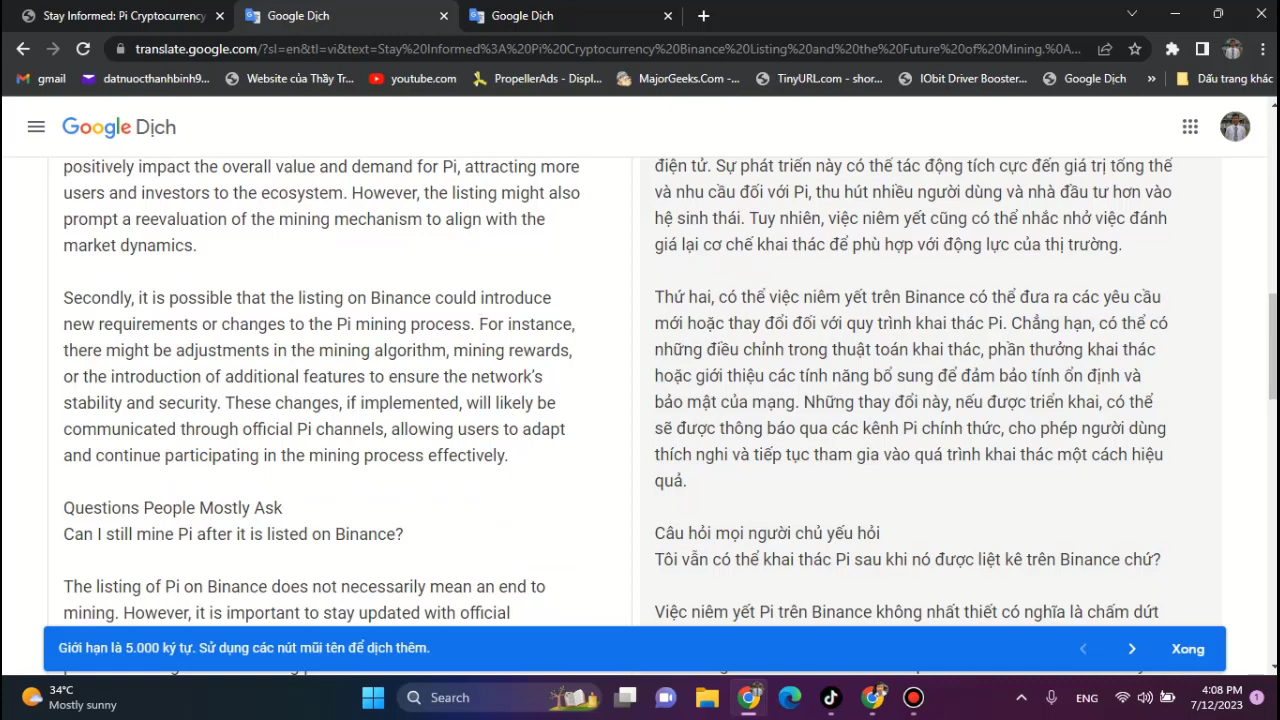 Stay Informed: Pi Cryptocurrency
Google Dịch
Google Dịch
translate.google.com/?sl=en&tl=vi&text=Stay%20Informed%3A%20Pi%20Cryptocurrency%20Binance%20Listing%20and%20the%20Future%20of%20Mining.%0A...
gmail
datnuocthanhbinh9...
Website của Thầy Tr...
youtube.com
PropellerAds - Displ...
MajorGeeks.Com -...
TinyURL.com - shor...
IObit Driver Booster...
Google Dịch
»
Dấu trang khác
Google Dịch
positively impact the overall value and demand for Pi, attracting more
users and investors to the ecosystem. However, the listing might also
prompt a reevaluation of the mining mechanism to align with the
market dynamics.
Secondly, it is possible that the listing on Binance could introduce
new requirements or changes to the Pi mining process. For instance,
there might be adjustments in the mining algorithm, mining rewards,
or the introduction of additional features to ensure the network's
stability and security. These changes, if implemented, will likely be
communicated through official Pi channels, allowing users to adapt
and continue participating in the mining process effectively.
Questions People Mostly Ask
Can I still mine Pi after it is listed on Binance?
The listing of Pi on Binance does not necessarily mean an end to
mining. However, it is important to stay updated with official
điện tử. Sự phát triển này có thể tác động tích cực đến giá trị tổng thể
và nhu cầu đối với Pi, thu hút nhiều người dùng và nhà đầu tư hơn vào
hệ sinh thái. Tuy nhiên, việc niêm yết cũng có thể nhắc nhở việc đánh
giá lại cơ chế khai thác để phù hợp với động lực của thị trường.
Thứ hai, có thể việc niêm yết trên Binance có thể đưa ra các yêu cầu
mới hoặc thay đổi đối với quy trình khai thác Pi. Chẳng hạn, có thể có
những điều chỉnh trong thuật toán khai thác, phần thưởng khai thác
hoặc giới thiệu các tính năng bổ sung để đảm bảo tính ổn định và
bảo mật của mạng. Những thay đổi này, nếu được triển khai, có thể
sẽ được thông báo qua các kênh Pi chính thức, cho phép người dùng
thích nghi và tiếp tục tham gia vào quá trình khai thác một cách hiệu
quả.
Câu hỏi mọi người chủ yếu hỏi
Tôi vẫn có thể khai thác Pi sau khi nó được liệt kê trên Binance chứ?
Việc niêm yết Pi trên Binance không nhất thiết có nghĩa là chấm dứt
Giới hạn là 5.000 ký tự. Sử dụng các nút mũi tên để dịch thêm.
Xong
34°C
Mostly sunny
Search
ENG
4:08 PM
7/12/2023
1